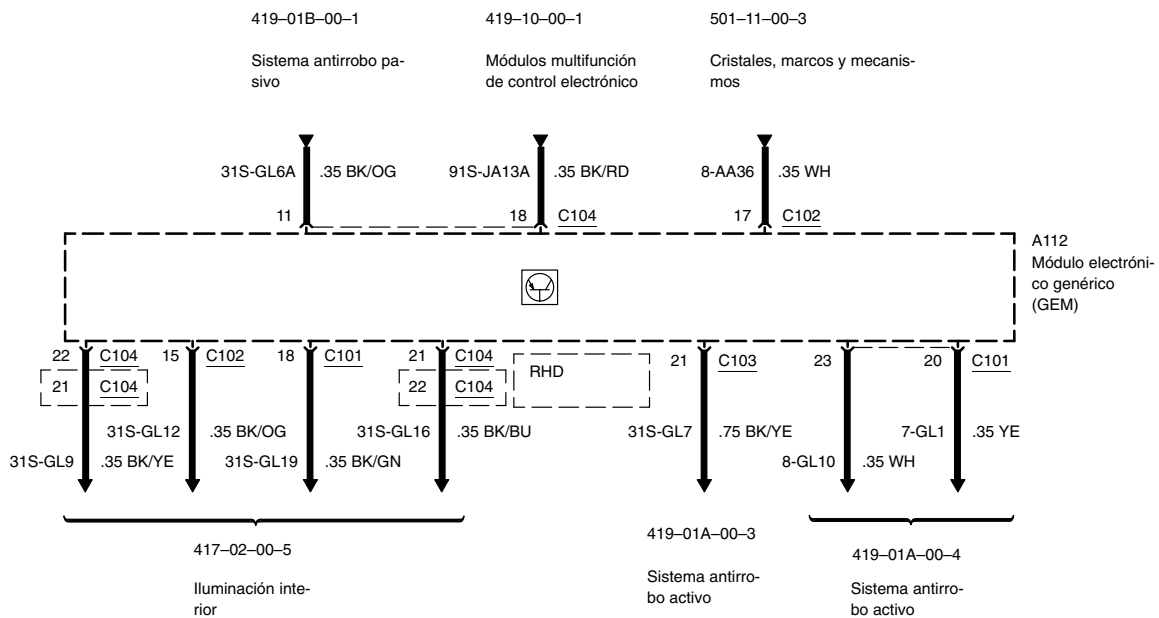 419–01B–00–1
419–10–00–1
501–11–00–3
Sistema antirrobo pa-
sivo
Módulos multifunción
de control electrónico
Cristales, marcos y mecanis-
mos
31S-GL6A .35 BK/OG
91S-JA13A .35 BK/RD
8-AA36 .35 WH
11
18 C104
17 C102
A112
Módulo electróni-
co genérico
(GEM)
22 C104
15 C102
18 C101
21 C104
RHD
21 C103
23
20 C101
21 C104
22 C104
31S-GL12 .35 BK/OG
31S-GL16 .35 BK/BU
31S-GL7 .75 BK/YE
7-GL1 .35 YE
31S-GL9 .35 BK/YE
31S-GL19 .35 BK/GN
8-GL10 .35 WH
417–02–00–5
Iluminación inte-
rior
419–01A–00–3
Sistema antirro-
bo activo
419–01A–00–4
Sistema antirro-
bo activo